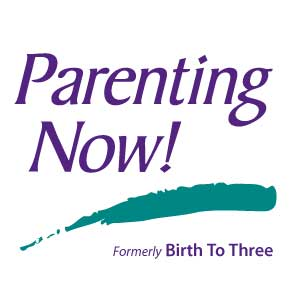 Parenting
Now!
Formerly Birth To Three